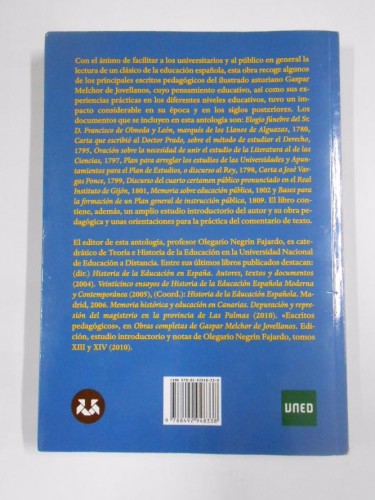 Con el ánimo de facilitar a los universitarios y al público en general la
lectura de un clásico de la educación española, esta obra recoge algunos
de los principales escritos pedagógicos del ilustrado asturiano Gaspar
Melchor de Jovellanos, cuyo pensamiento educativo, así como sus expe-
riencias prácticas en los diferentes niveles educativos, tuvo un im-
pacto considerable en su época y en los siglos posteriores. Los docu-
mentos que se incluyen en esta antología son: Elogio fúnebre del Sr.
D. Francisco de Olmeda y León, marqués de los Llanos de Alguazas, 1780,
Carta que escribió al Doctor Prado, sobre el método de estudiar el Derecho,
1795, Oración sobre la necesidad de unir el estudio de la Literatura al de las
Ciencias, 1797, Plan para arreglar los estudios de las Universidades y Apun-
tamientos para el Plan de Estudios, o discurso al Rey, 1798, Carta a José Var-
gas Ponce, 1799, Discurso del cuarto certamen público pronunciado en el Real
Instituto de Gijón, 1801, Memoria sobre educación pública, 1802 y Bases para
la formación de un Plan general de instrucción pública, 1809. El libro con-
tiene, además, un amplio estudio introductorio del autor y su obra pe-
dagógica y unas orientaciones para la práctica del comentario de texto.
El editor de esta antología, profesor Olegario Negrín Fajardo, es cate-
drático de Teoría e Historia de la Educación en la Universidad Nacional
de Educación a Distancia. Entre sus últimos libros publicados destacan:
(dir.) Historia de la Educación en España. Autores, textos y documentos
(2004). Veinticinco ensayos de Historia de la Educación Española Moderna
y Contemporánea (2005), (Coord.): Historia de la Educación Española. Ma-
drid, 2006. Memoria histórica y educación en Canarias. Depuración y repre-
sión del magisterio en la provincia de Las Palmas (2010). «Escritos
pedagógicos», en Obras completas de Gaspar Melchor de Jovellanos. Edi-
ción, estudio introductorio y notas de Olegario Negrín Fajardo, tomos
XIII y XIV (2010).
UNED